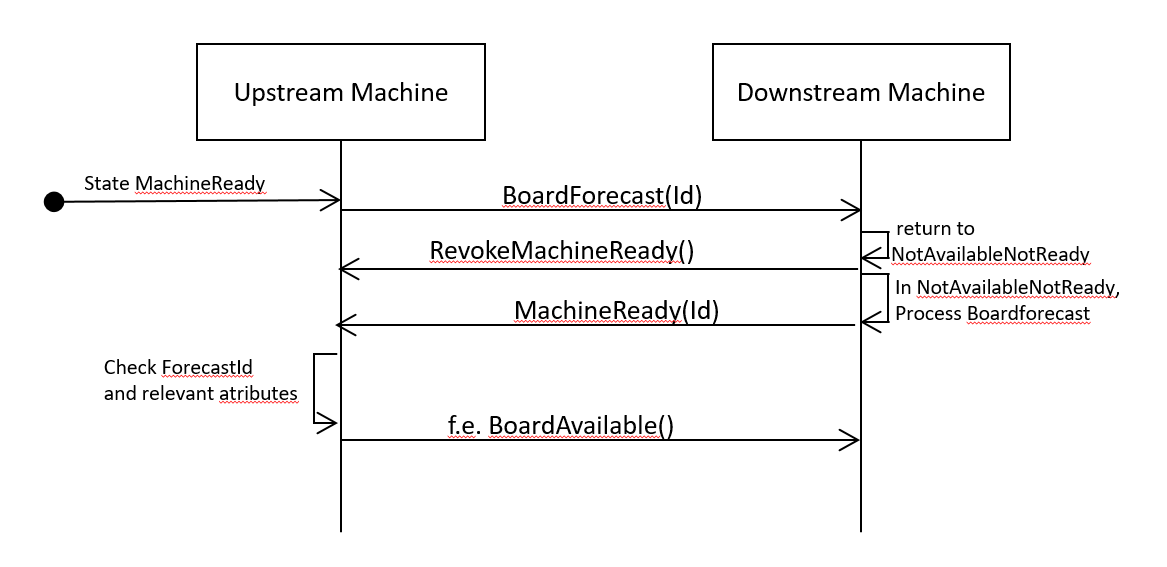 Upstream Machine
Downstream Machine
State MachineReady
BoardForecast(Id)
return to
NotAvailableNotReady
RevokeMachineReady()
In NotAvailableNotReady,
Process Boardforecast
MachineReady(Id)
Check ForecastId
and relevant atributes
f.e. BoardAvailable()